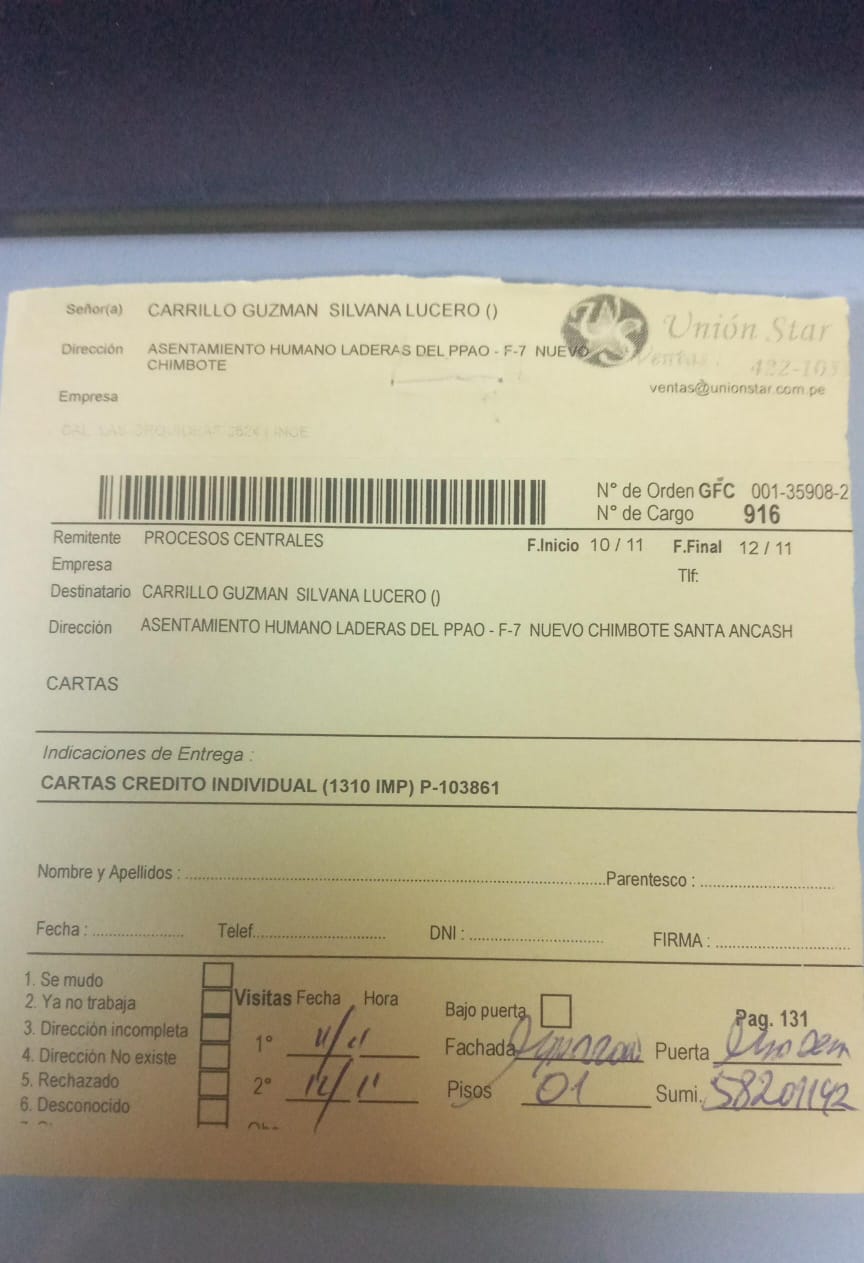 Señor(a) CARRILLO GUZMAN SILVANA LUCERO ()
Unión Star
Dirección ASENTAMIENTO HUMANO LADERAS DEL PPAO - F-7 NUEVO
CHIMBOTE
Ventas. 422-103
ventas@unionstar.com.pe
Empresa
N° de Orden GFC 001-35908-2
N° de Cargo 916
Remitente PROCESOS CENTRALES
F.Inicio 10 / 11 F.Final 12 / 11
Empresa
Tlf:
Destinatario CARRILLO GUZMAN SILVANA LUCERO ()
Dirección ASENTAMIENTO HUMANO LADERAS DEL PPAO - F-7 NUEVO CHIMBOTE SANTA ANCASH
CARTAS
Indicaciones de Entrega :
CARTAS CREDITO INDIVIDUAL (1310 IMP) P-103861
Nombre y Apellidos : Parentesco :
Fecha : Telef. DNI : FIRMA :
1. Se mudo
2. Ya no trabaja
3. Dirección incompleta
4. Dirección No existe
5. Rechazado
6. Desconocido
Visitas Fecha Hora
1° 11/11
2° 12/11
Bajo puerta
Pag. 131
Fachada Puerta
Pisos 01 Sumi. 58201142